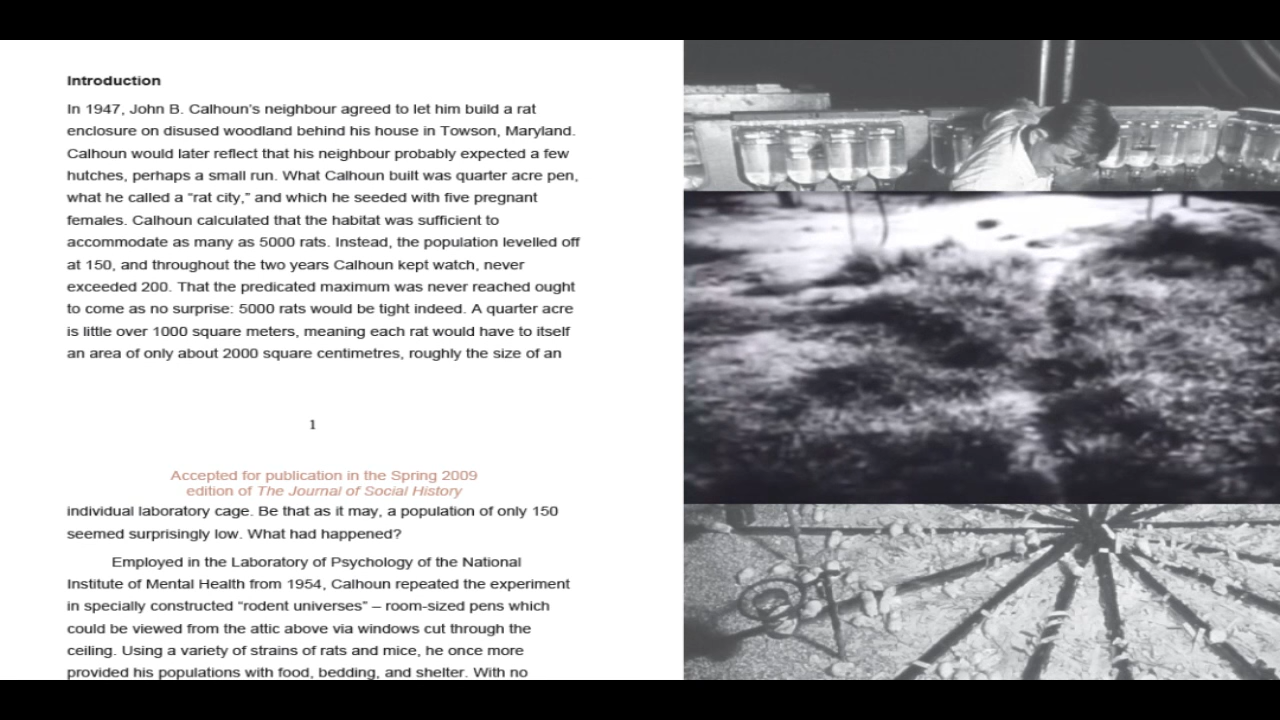 Introduction
In 1947, John B. Calhoun's neighbour agreed to let him build a rat
enclosure on disused woodland behind his house in Towson, Maryland.
Calhoun would later reflect that his neighbour probably expected a few
hutches, perhaps a small run. What Calhoun built was quarter acre pen,
what he called a "rat city," and which he seeded with five pregnant
females. Calhoun calculated that the habitat was sufficient to
accommodate as many as 5000 rats. Instead, the population levelled off
at 150, and throughout the two years Calhoun kept watch, never
exceeded 200. That the predicated maximum was never reached ought
to come as no surprise: 5000 rats would be tight indeed. A quarter acre
is little over 1000 square meters, meaning each rat would have to itself
an area of only about 2000 square centimetres, roughly the size of an
1
Accepted for publication in the Spring 2009
edition of The Journal of Social History
individual laboratory cage. Be that as it may, a population of only 150
seemed surprisingly low. What had happened?
Employed in the Laboratory of Psychology of the National
Institute of Mental Health from 1954, Calhoun repeated the experiment
in specially constructed "rodent universes" – room-sized pens which
could be viewed from the attic above via windows cut through the
ceiling. Using a variety of strains of rats and mice, he once more
provided his populations with food, bedding, and shelter. With no